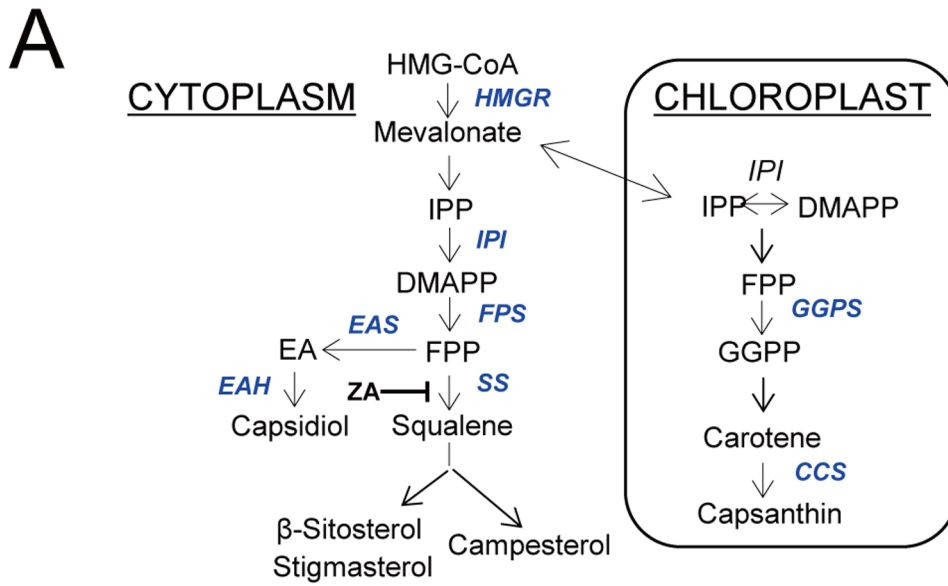 A
CYTOPLASM
HMG-CoA
HMGR
Mevalonate
IPP
IPI
DMAPP
FPS
EAS
EA
FPP
EAH
ZA
SS
Capsidiol
Squalene
β-Sitosterol
Stigmasterol
Campesterol
CHLOROPLAST
IPI
IPP
DMAPP
FPP
GGPS
GGPP
Carotene
CCS
Capsanthin